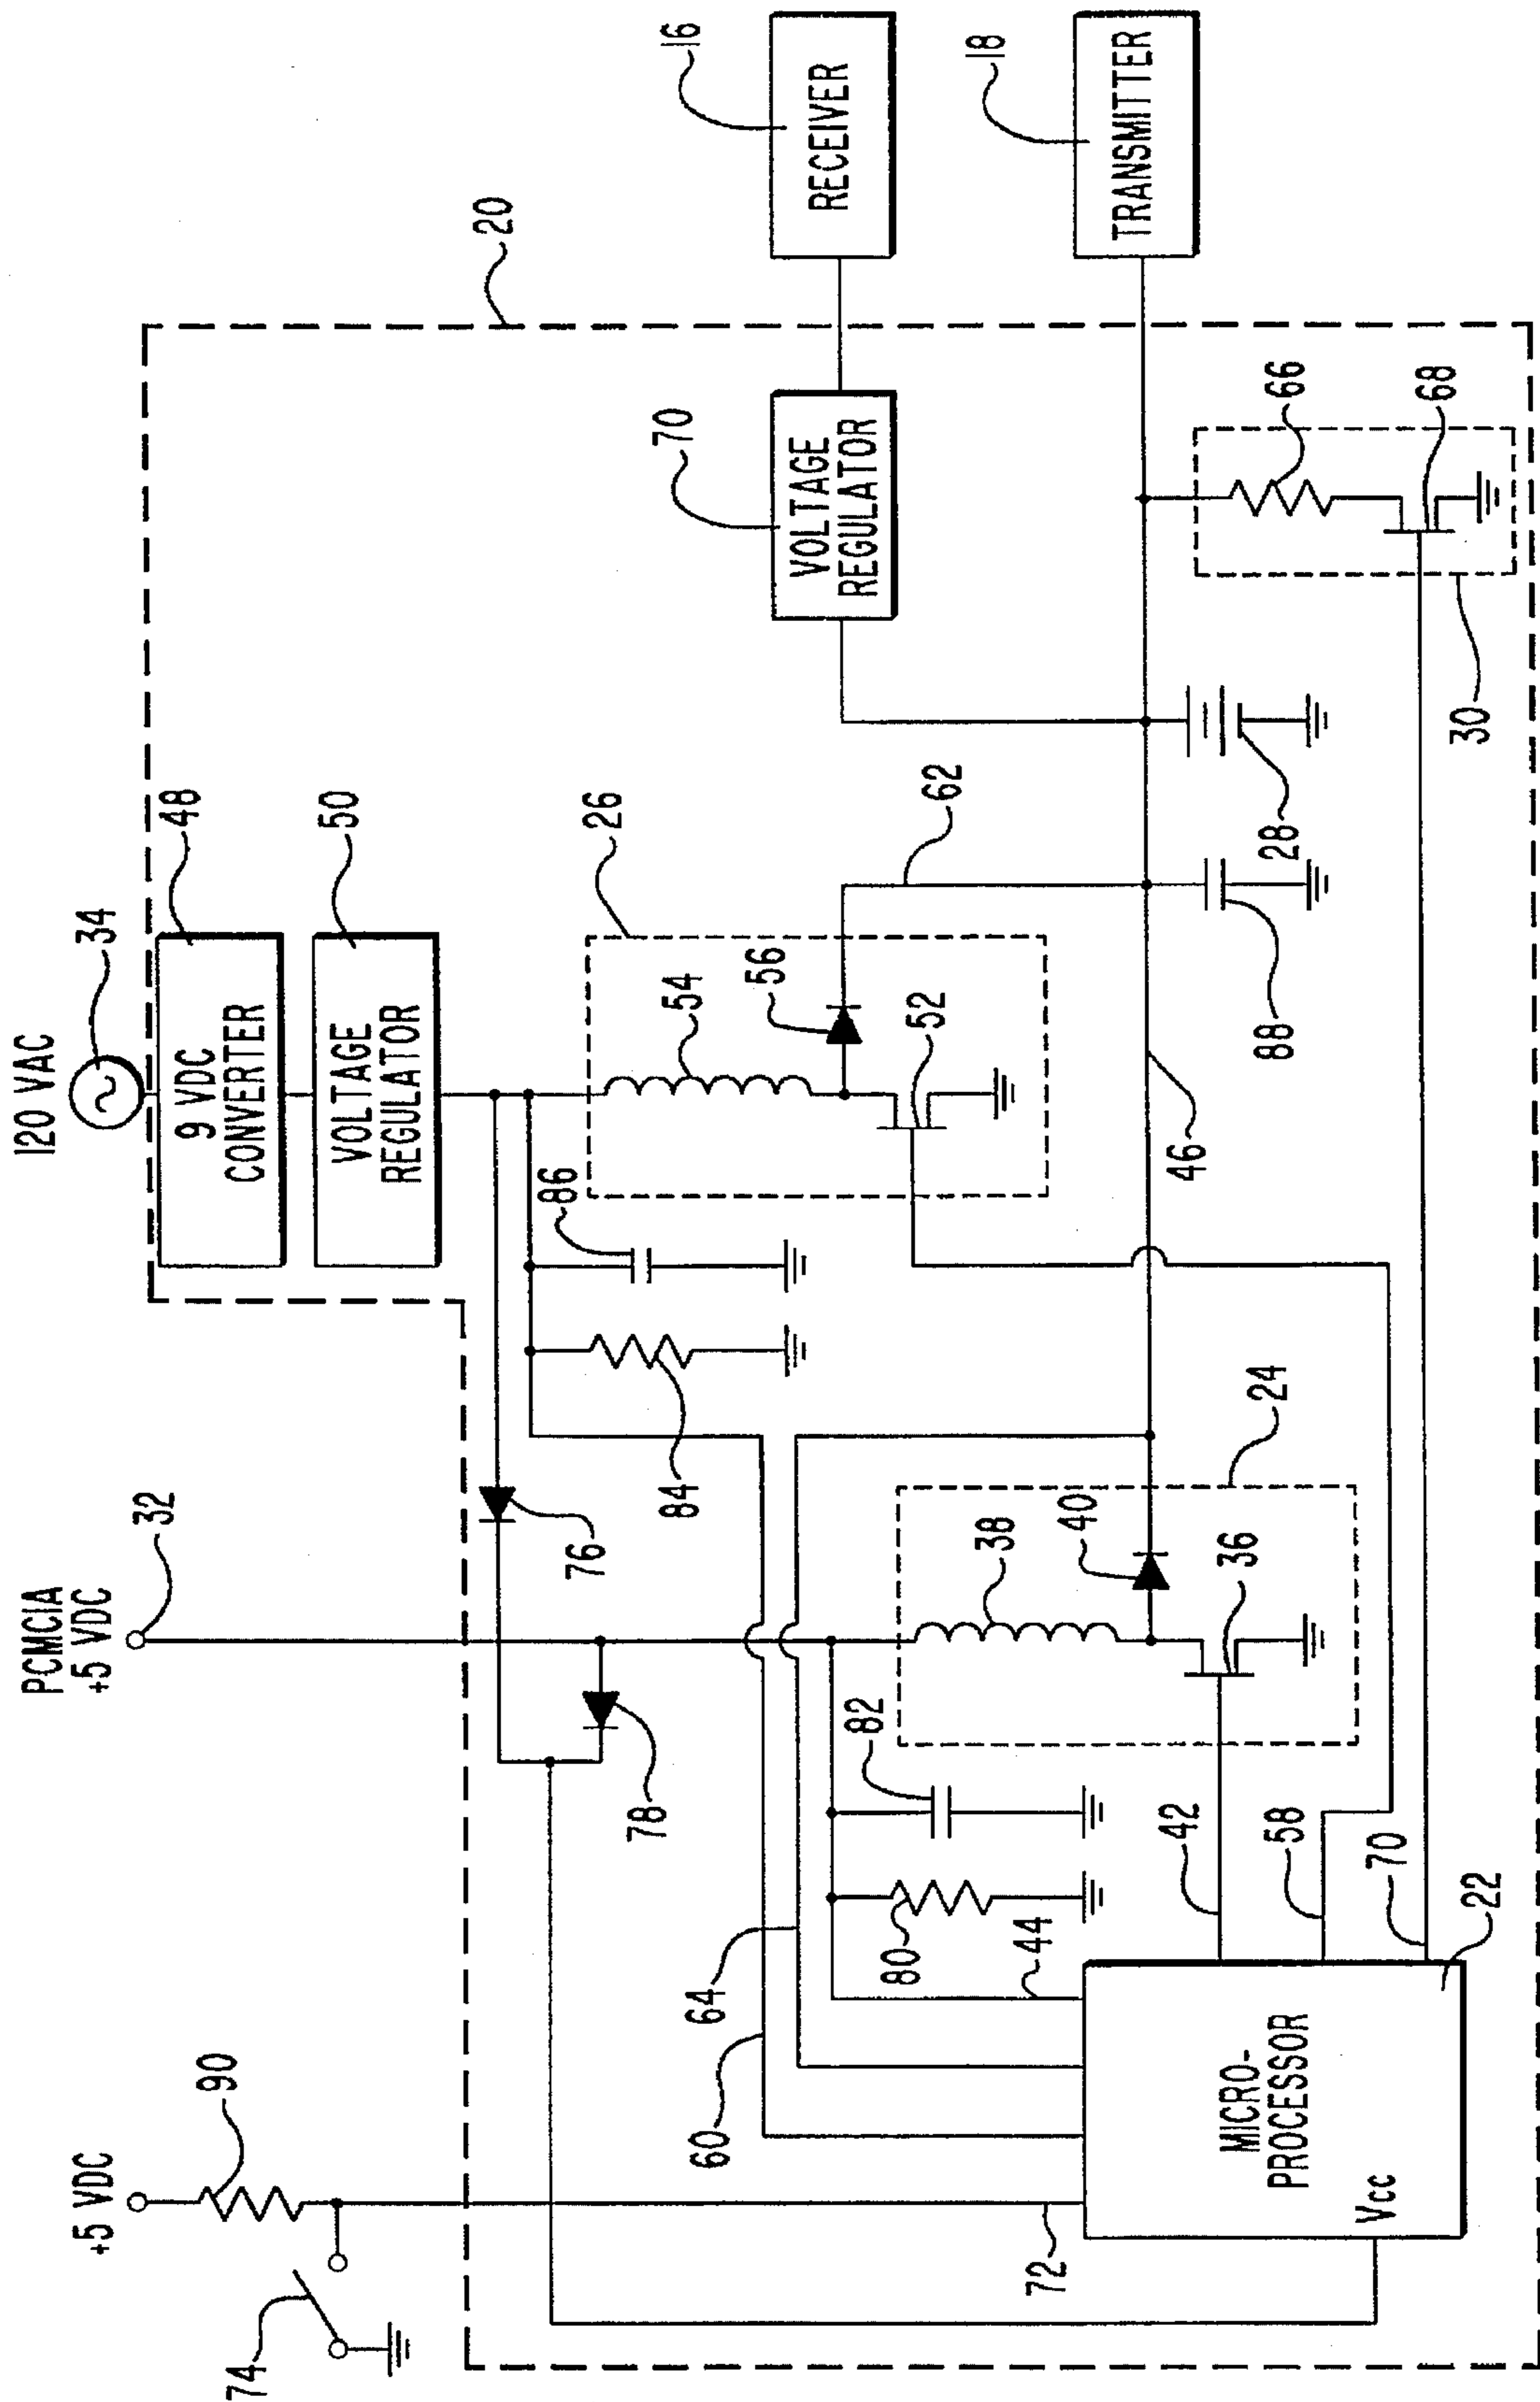 120 VAC
34
48
9 VDC
CONVERTER
50
VOLTAGE
REGULATOR
PCMCIA
+5 VDC
32
+5 VDC
90
74
20
16
RECEIVER
18
TRANSMITTER
70
VOLTAGE
REGULATOR
26
54
56
52
62
86
84
76
78
46
88
28
66
68
30
24
38
40
36
82
80
44
64
60
72
42
58
70
22
MICRO-
PROCESSOR
Vcc